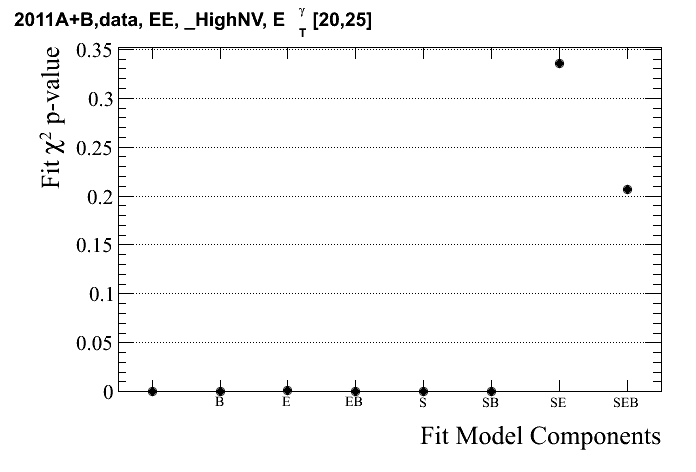 2011A+B,data, EE, _HighNV, E γ T [20,25]
Fit χ² p-value
0.35
0.3
0.25
0.2
0.15
0.1
0.05
0
B E EB S SB SE SEB
Fit Model Components